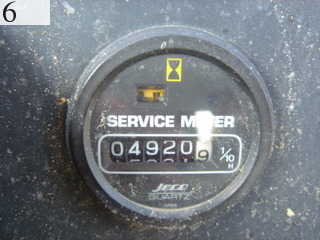 6
SERVICE METER
04920 9 1/10 H
Jeco
QUARTZ